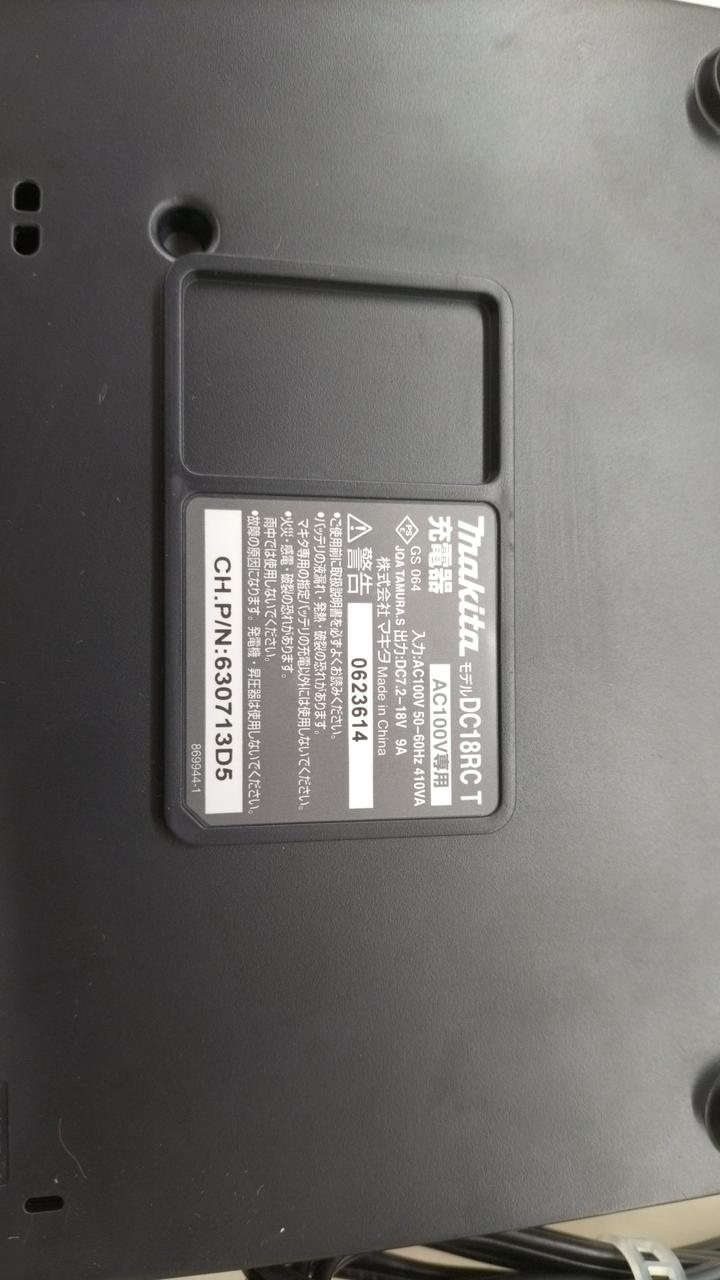 makita モデル DC18RC T
充電器 AC100V専用
GS 064 入力:AC100V 50-60Hz 410VA
PS E JQA TAMURA.S 出力:DC7.2-18V 9A
株式会社 マキタ Made in China
警告 0623614
•ご使用前に取扱説明書を必ずよくお読みください。
•バッテリの液漏れ・発熱・破裂の恐れがあります。
マキタ専用の指定バッテリの充電以外には使用しないでください。
•火災・感電・破裂の恐れがあります。
雨中では使用しないでください。
•故障の原因になります。発電機・昇圧器は使用しないでください。
CH.P/N:630713D5
869944-1